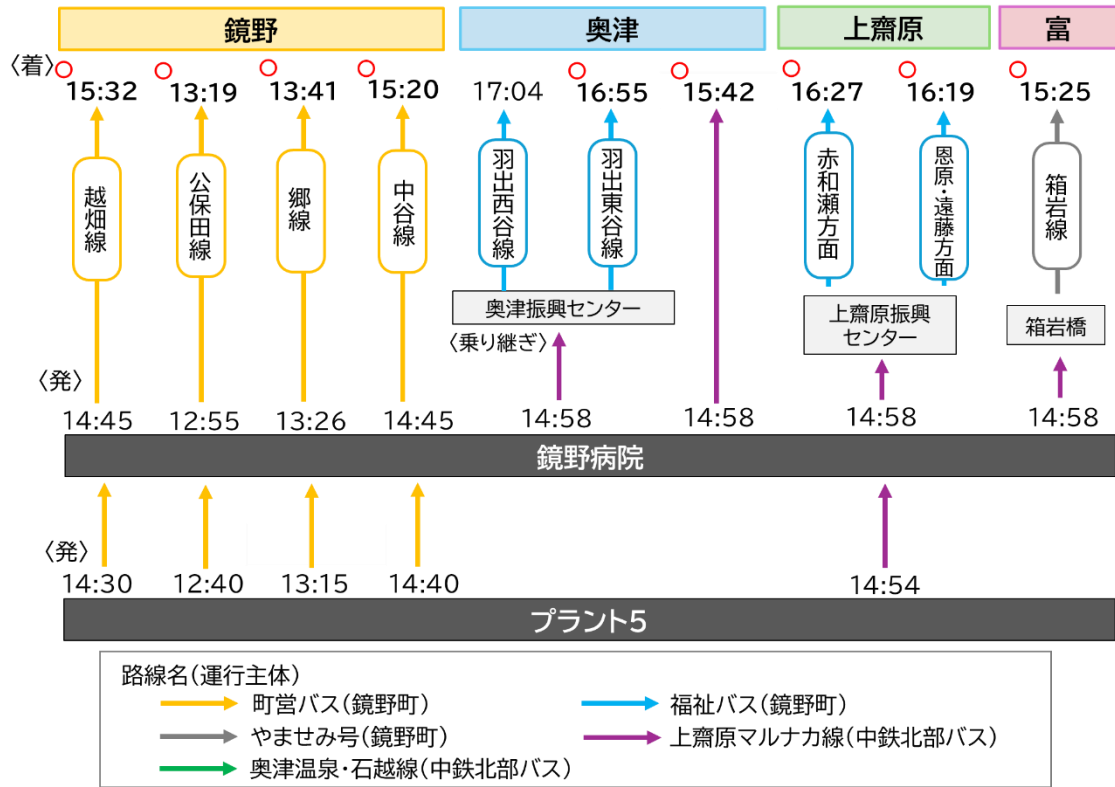 鏡野
奥津
上齋原
富
〈着〉
15:32
13:19
13:41
15:20
17:04
16:55
15:42
16:27
16:19
15:25
越畑線
公保田線
郷線
中谷線
羽出西谷線
羽出東谷線
赤和瀬方面
恩原・遠藤方面
箱岩線
奥津振興センター
上齋原振興
センター
箱岩橋
〈乗り継ぎ〉
〈発〉
14:45
12:55
13:26
14:45
14:58
14:58
14:58
14:58
鏡野病院
〈発〉
14:30
12:40
13:15
14:40
14:54
プラント5
路線名(運行主体)
町営バス(鏡野町)
福祉バス(鏡野町)
やませみ号(鏡野町)
上齋原マルナカ線(中鉄北部バス)
奥津温泉・石越線(中鉄北部バス)